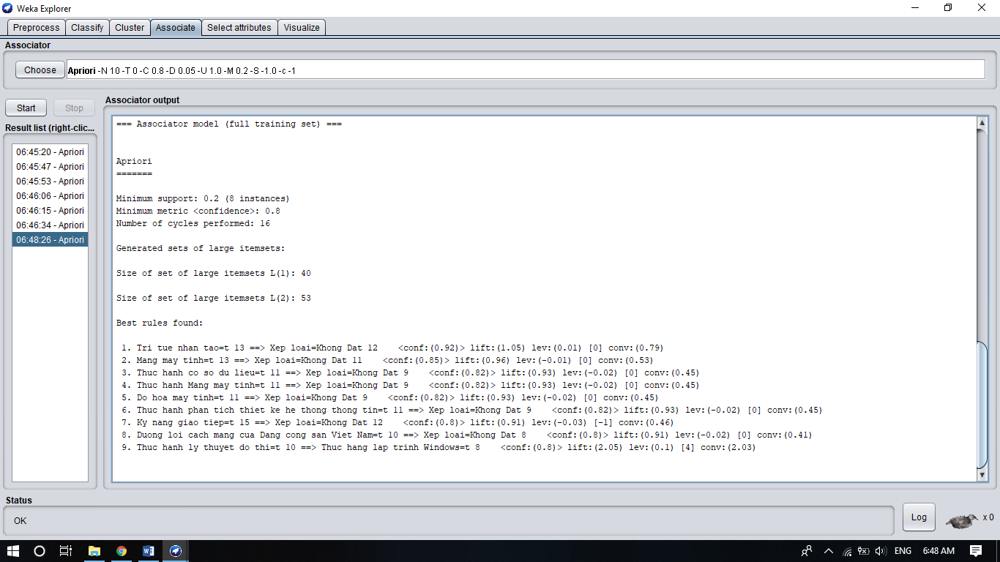 Weka Explorer
Preprocess Classify Cluster Associate Select attributes Visualize
Associator
Choose Apriori -N 10 -T 0 -C 0.8 -D 0.05 -U 1.0 -M 0.2 -S -1.0 -c -1
Start Stop
Associator output
Result list (right-clic...
06:45:20 - Apriori
06:45:47 - Apriori
06:45:53 - Apriori
06:46:06 - Apriori
06:46:15 - Apriori
06:46:34 - Apriori
06:48:26 - Apriori
=== Associator model (full training set) ===
Apriori
=======
Minimum support: 0.2 (8 instances)
Minimum metric <confidence>: 0.8
Number of cycles performed: 16
Generated sets of large itemsets:
Size of set of large itemsets L(1): 40
Size of set of large itemsets L(2): 53
Best rules found:
1. Tri tue nhan tao=t 13 ==> Xep loai=Khong Dat 12 <conf:(0.92)> lift:(1.05) lev:(0.01) [0] conv:(0.79)
2. Mang may tinh=t 13 ==> Xep loai=Khong Dat 11 <conf:(0.85)> lift:(0.96) lev:(-0.01) [0] conv:(0.53)
3. Thuc hanh co so du lieu=t 11 ==> Xep loai=Khong Dat 9 <conf:(0.82)> lift:(0.93) lev:(-0.02) [0] conv:(0.45)
4. Thuc hanh Mang may tinh=t 11 ==> Xep loai=Khong Dat 9 <conf:(0.82)> lift:(0.93) lev:(-0.02) [0] conv:(0.45)
5. Do hoa may tinh=t 11 ==> Xep loai=Khong Dat 9 <conf:(0.82)> lift:(0.93) lev:(-0.02) [0] conv:(0.45)
6. Thuc hanh phan tich thiet ke he thong thong tin=t 11 ==> Xep loai=Khong Dat 9 <conf:(0.82)> lift:(0.93) lev:(-0.02) [0] conv:(0.45)
7. Ky nang giao tiep=t 15 ==> Xep loai=Khong Dat 12 <conf:(0.8)> lift:(0.91) lev:(-0.03) [-1] conv:(0.46)
8. Duong loi cach mang cua Dang cong san Viet Nam=t 10 ==> Xep loai=Khong Dat 8 <conf:(0.8)> lift:(0.91) lev:(-0.02) [0] conv:(0.41)
9. Thuc hanh ly thuyet do thi=t 10 ==> Thuc hang lap trinh Windows=t 8 <conf:(0.8)> lift:(2.05) lev:(0.1) [4] conv:(2.03)
Status
OK
Log
x 0
ENG 6:48 AM